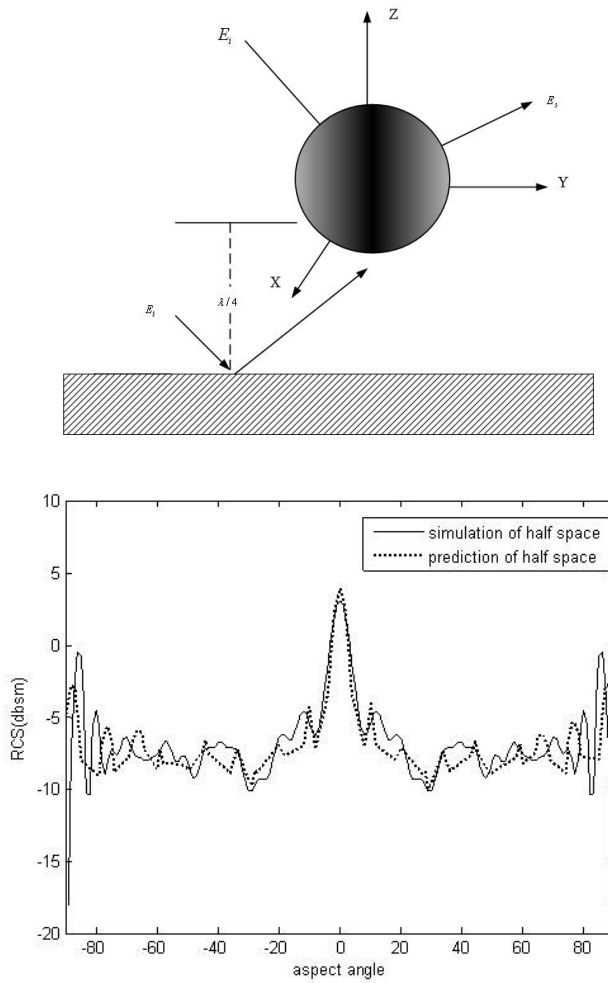 Z
E_i
E_s
Y
X
λ/4
E_i
10
5
0
-5
-10
-15
-20
RCS(dbsm)
simulation of half space
prediction of half space
-80 -60 -40 -20 0 20 40 60 80
aspect angle